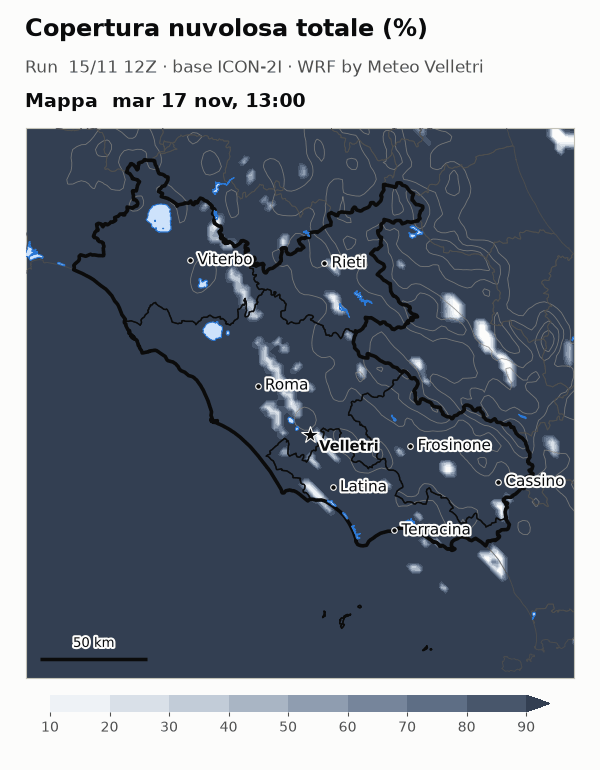 Copertura nuvolosa totale (%)
Run 15/11 12Z · base ICON-2I · WRF by Meteo Velletri
Mappa mar 17 nov, 13:00
Viterbo
Rieti
Roma
Velletri
Frosinone
Latina
Cassino
Terracina
50 km
10 20 30 40 50 60 70 80 90